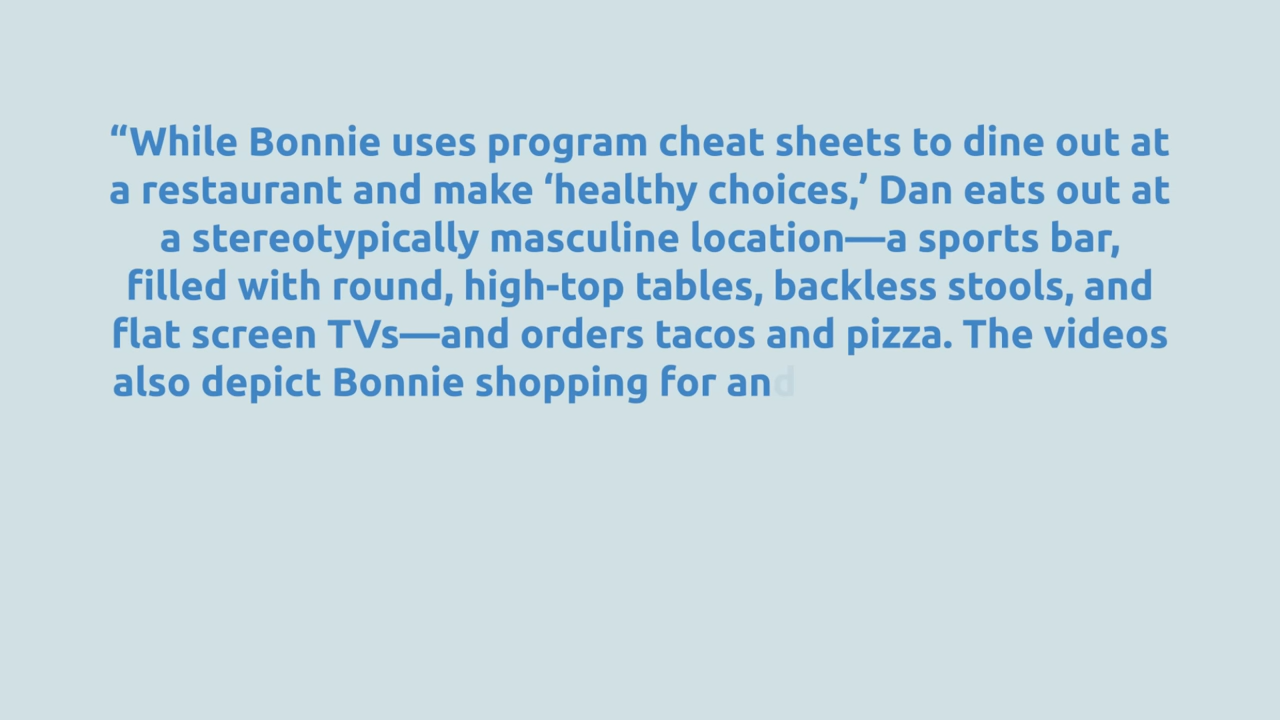 “While Bonnie uses program cheat sheets to dine out at
a restaurant and make ‘healthy choices,’ Dan eats out at
a stereotypically masculine location—a sports bar,
filled with round, high-top tables, backless stools, and
flat screen TVs—and orders tacos and pizza. The videos
also depict Bonnie shopping for and